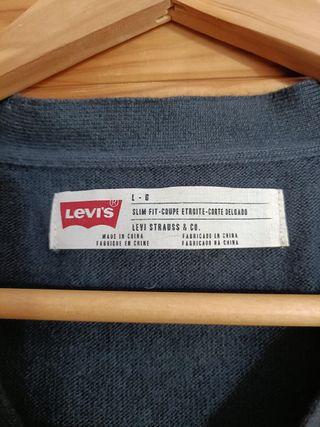 LEVI'S®
L - G
SLIM FIT-COUPE ETROITE-CORTE DELGADO
LEVI STRAUSS & CO.
MADE IN CHINA FABRICADO EN CHINA
FABRIQUE EN CHINE FABRICADO NA CHINA